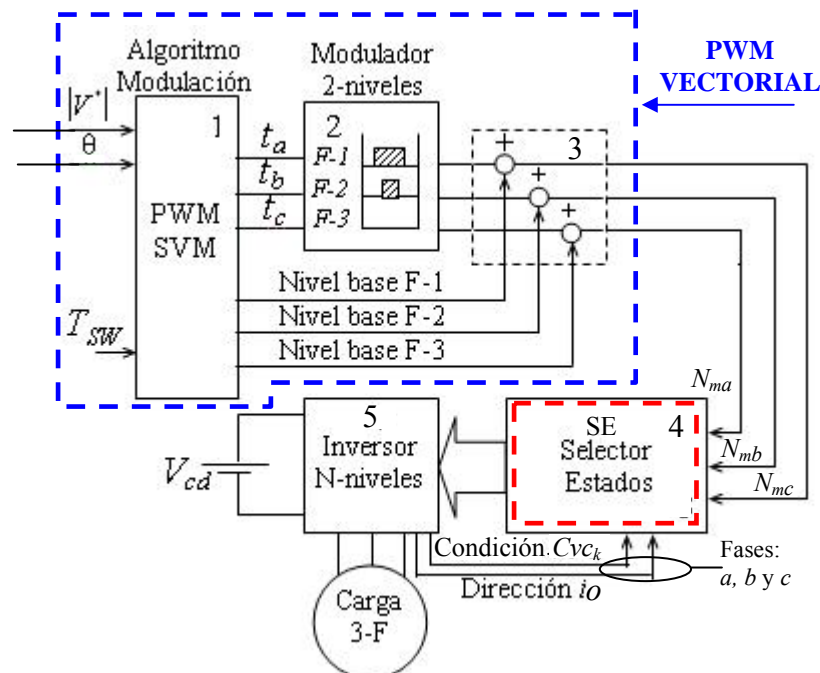 Algoritmo
Modulación
Modulador
2-niveles
PWM
VECTORIAL
|V*|
θ
1
PWM
SVM
t_a
t_b
t_c
2
F-1
F-2
F-3
+
+
+
3
Nivel base F-1
Nivel base F-2
Nivel base F-3
T_SW
N_ma
N_mb
N_mc
V_cd
5
Inversor
N-niveles
SE
4
Selector
Estados
Condición Cvc_k
Dirección io
Fases:
a, b y c
Carga
3-F